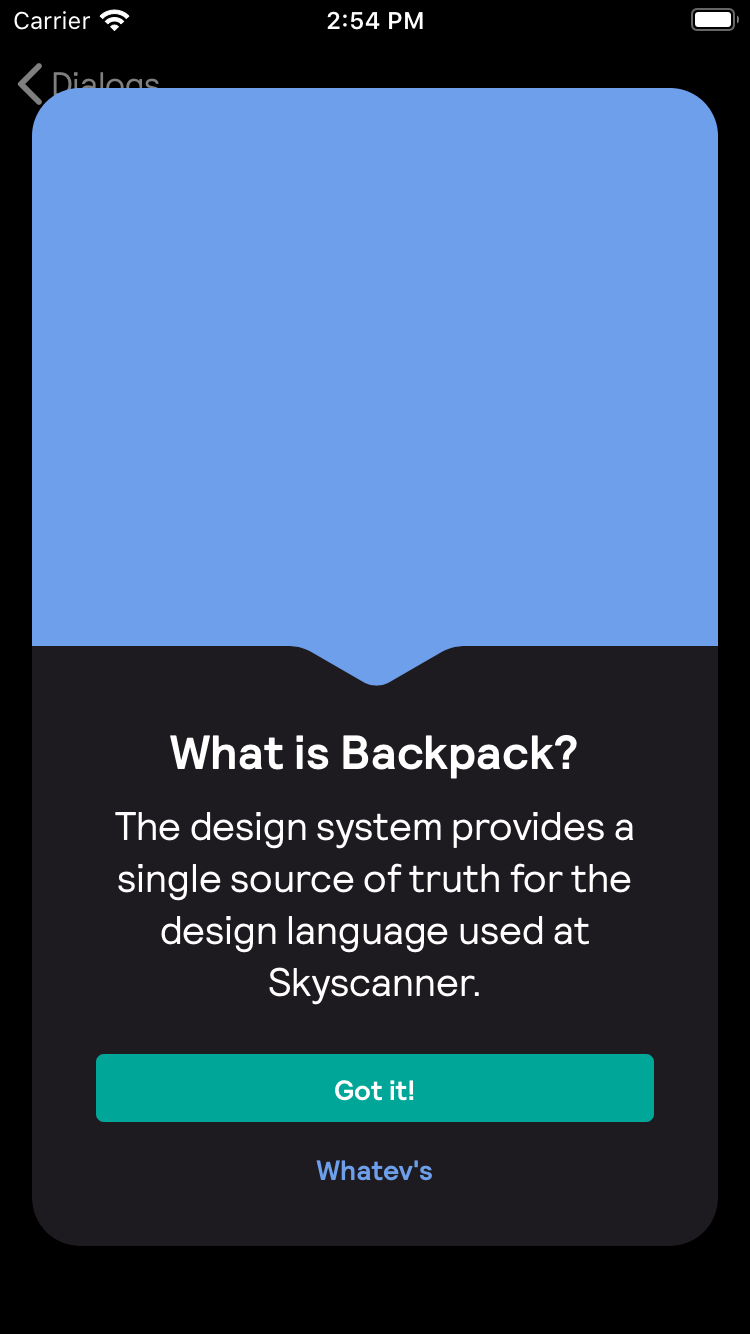 Carrier 2:54 PM
Dialogs
What is Backpack?
The design system provides a
single source of truth for the
design language used at
Skyscanner.
Got it!
Whatev's